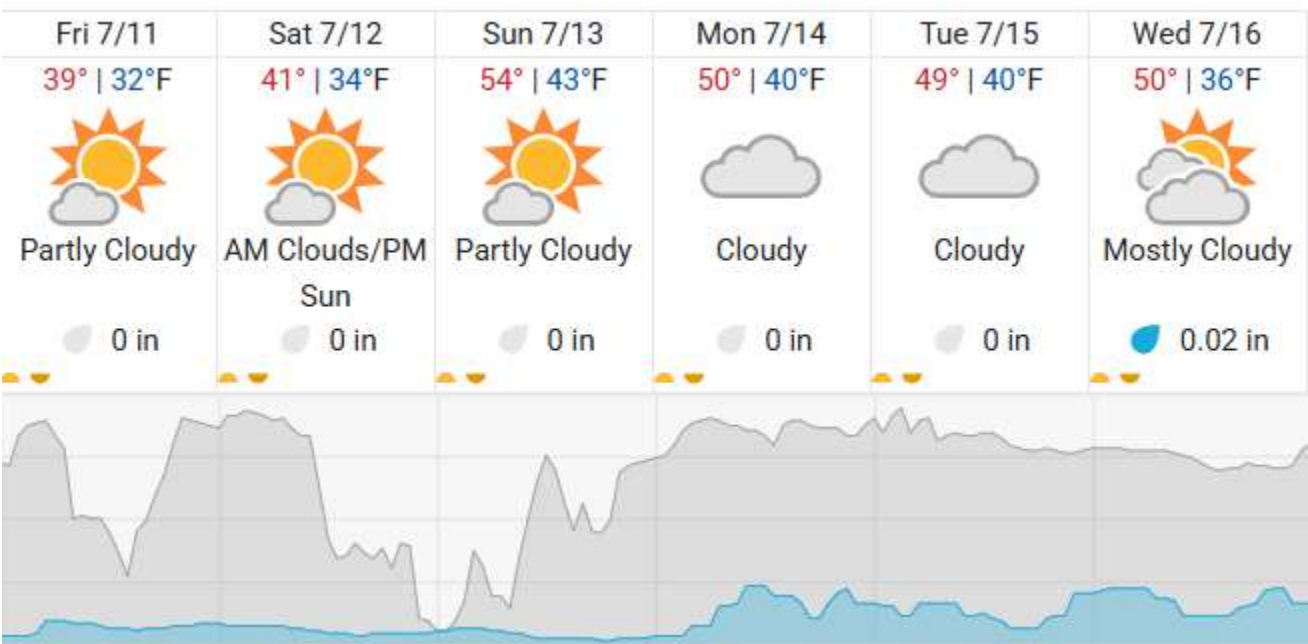 Fri 7/11 Sat 7/12 Sun 7/13 Mon 7/14 Tue 7/15 Wed 7/16
39° | 32°F 41° | 34°F 54° | 43°F 50° | 40°F 49° | 40°F 50° | 36°F
Partly Cloudy AM Clouds/PM Partly Cloudy Cloudy Cloudy Mostly Cloudy
Sun
0 in 0 in 0 in 0 in 0 in 0.02 in